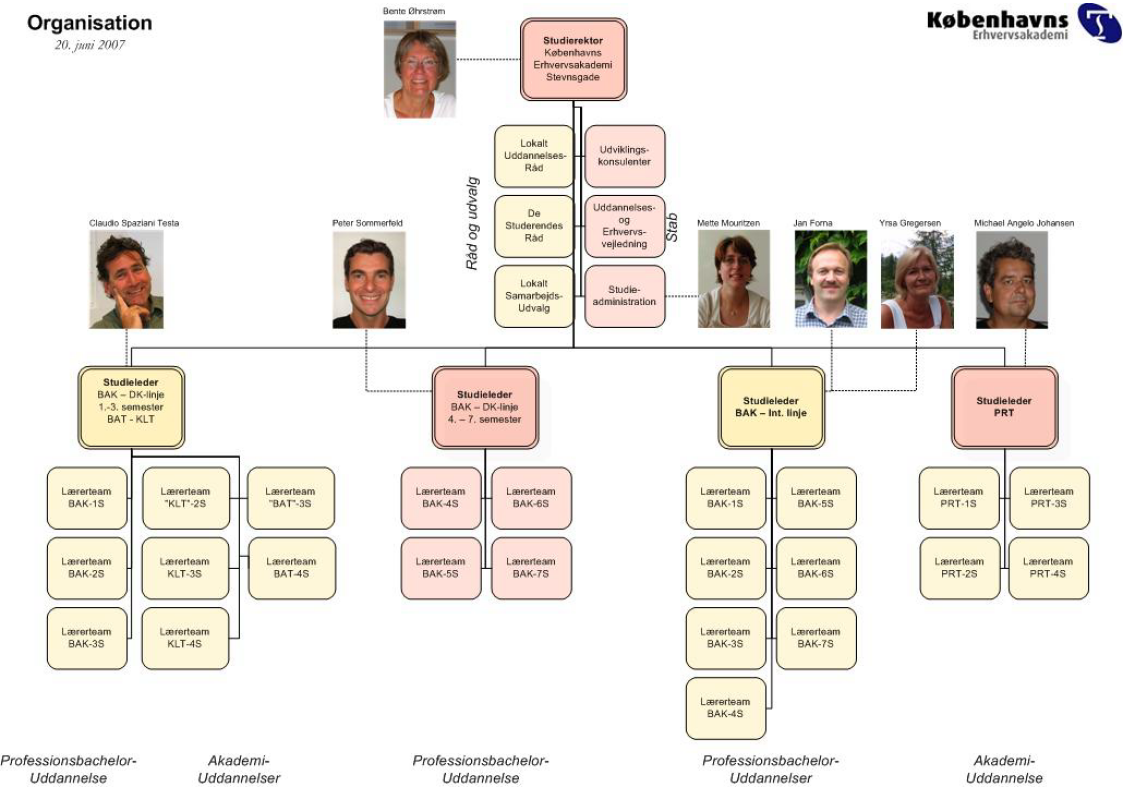 Organisation
20. juni 2007
Bente Øhrstrøm
Københavns
Erhvervsakademi
Studierektor
Københavns
Erhvervsakademi
Stevnsgade
Råd og udvalg
Lokalt
Uddannelses-
Råd
Udviklings-
konsulenter
De
Studerendes
Råd
Uddannelses-
og
Erhvervs-
vejledning
Stab
Lokalt
Samarbejds-
Udvalg
Studie-
administration
Claudio Spaziani Testa
Peter Sommerfeld
Mette Mouritzen
Jan Forna
Yrsa Gregersen
Michael Angelo Johansen
Studieleder
BAK – DK-linje
1.-3. semester
BAT - KLT
Studieleder
BAK – DK-linje
4. – 7. semester
Studieleder
BAK – Int. linje
Studieleder
PRT
Lærerteam
BAK-1S
Lærerteam
"KLT"-2S
Lærerteam
"BAT"-3S
Lærerteam
BAK-2S
Lærerteam
KLT-3S
Lærerteam
BAT-4S
Lærerteam
BAK-3S
Lærerteam
KLT-4S
Lærerteam
BAK-4S
Lærerteam
BAK-6S
Lærerteam
BAK-5S
Lærerteam
BAK-7S
Lærerteam
BAK-1S
Lærerteam
BAK-5S
Lærerteam
BAK-2S
Lærerteam
BAK-6S
Lærerteam
BAK-3S
Lærerteam
BAK-7S
Lærerteam
BAK-4S
Lærerteam
PRT-1S
Lærerteam
PRT-3S
Lærerteam
PRT-2S
Lærerteam
PRT-4S
Professionsbachelor-
Uddannelse
Akademi-
Uddannelser
Professionsbachelor-
Uddannelse
Professionsbachelor-
Uddannelser
Akademi-
Uddannelse